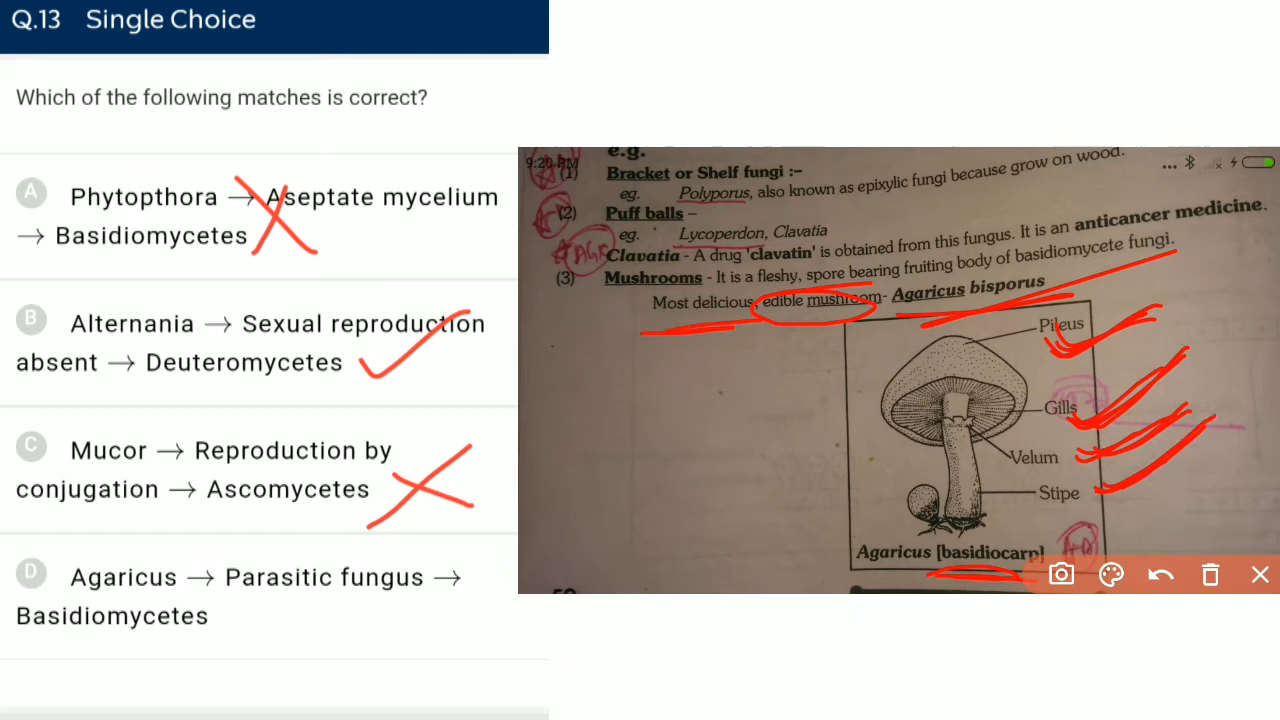 Q.13 Single Choice
Which of the following matches is correct?
A Phytopthora → Aseptate mycelium
→ Basidiomycetes
B Alternania → Sexual reproduction
absent → Deuteromycetes
C Mucor → Reproduction by
conjugation → Ascomycetes
D Agaricus → Parasitic fungus →
Basidiomycetes
9:20 PM
e.g.
(1) Bracket or Shelf fungi :–
eg. Polyporus, also known as epixylic fungi because grow on wood.
(2) Puff balls –
eg. Lycoperdon, Clavatia
Clavatia - A drug 'clavatin' is obtained from this fungus. It is an anticancer medicine.
(3) Mushrooms - It is a fleshy, spore bearing fruiting body of basidiomycete fungi.
Most delicious, edible mushroom- Agaricus bisporus
Pileus
Gills
Velum
Stipe
Agaricus [basidiocarp]